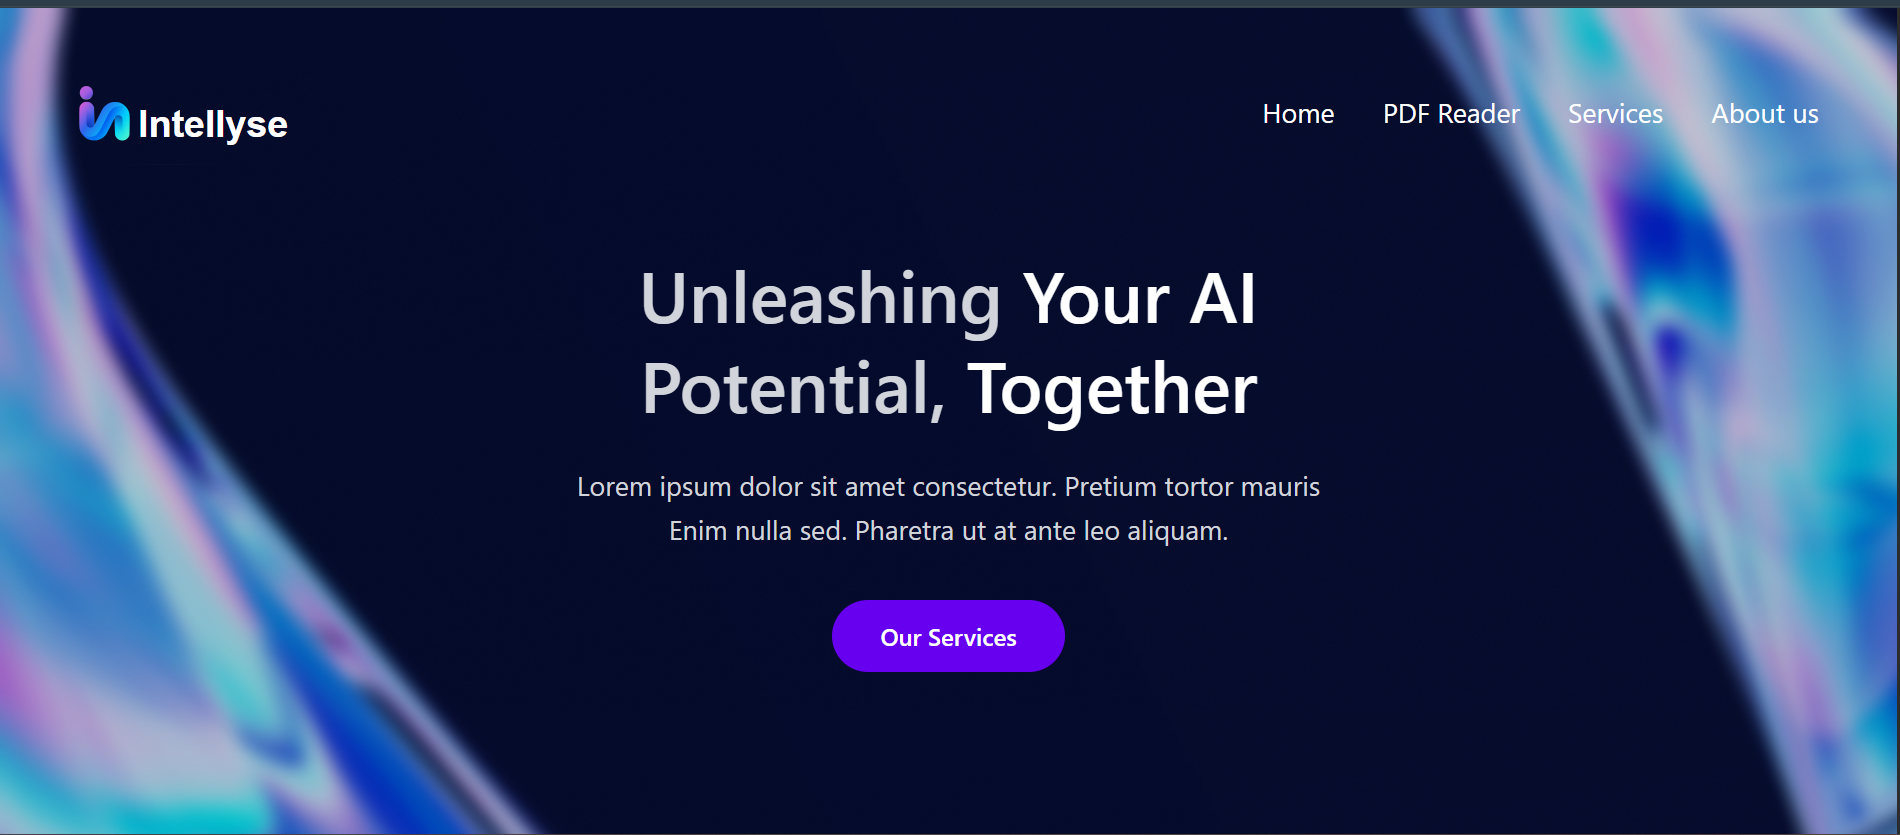 Intellyse
Home PDF Reader Services About us
Unleashing Your AI
Potential, Together
Lorem ipsum dolor sit amet consectetur. Pretium tortor mauris
Enim nulla sed. Pharetra ut at ante leo aliquam.
Our Services